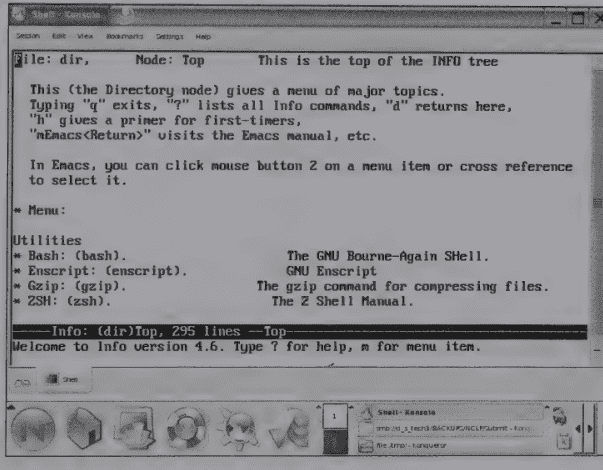 Shell - Konsole
Session Edit View Bookmarks Settings Help
File: dir, Node: Top This is the top of the INFO tree
This (the Directory node) gives a menu of major topics.
Typing "q" exits, "?" lists all Info commands, "d" returns here,
"h" gives a primer for first-timers,
"mEmacs<Return>" visits the Emacs manual, etc.
In Emacs, you can click mouse button 2 on a menu item or cross reference
to select it.
* Menu:
Utilities
* Bash: (bash). The GNU Bourne-Again SHell.
* Enscript: (enscript). GNU Enscript
* Gzip: (gzip). The gzip command for compressing files.
* ZSH: (zsh). The Z Shell Manual.
-----Info: (dir)Top, 295 lines --Top
Welcome to Info version 4.6. Type ? for help, m for menu item.
Shell
1
Shell - Konsole
file:/tmp/ - Konqueror